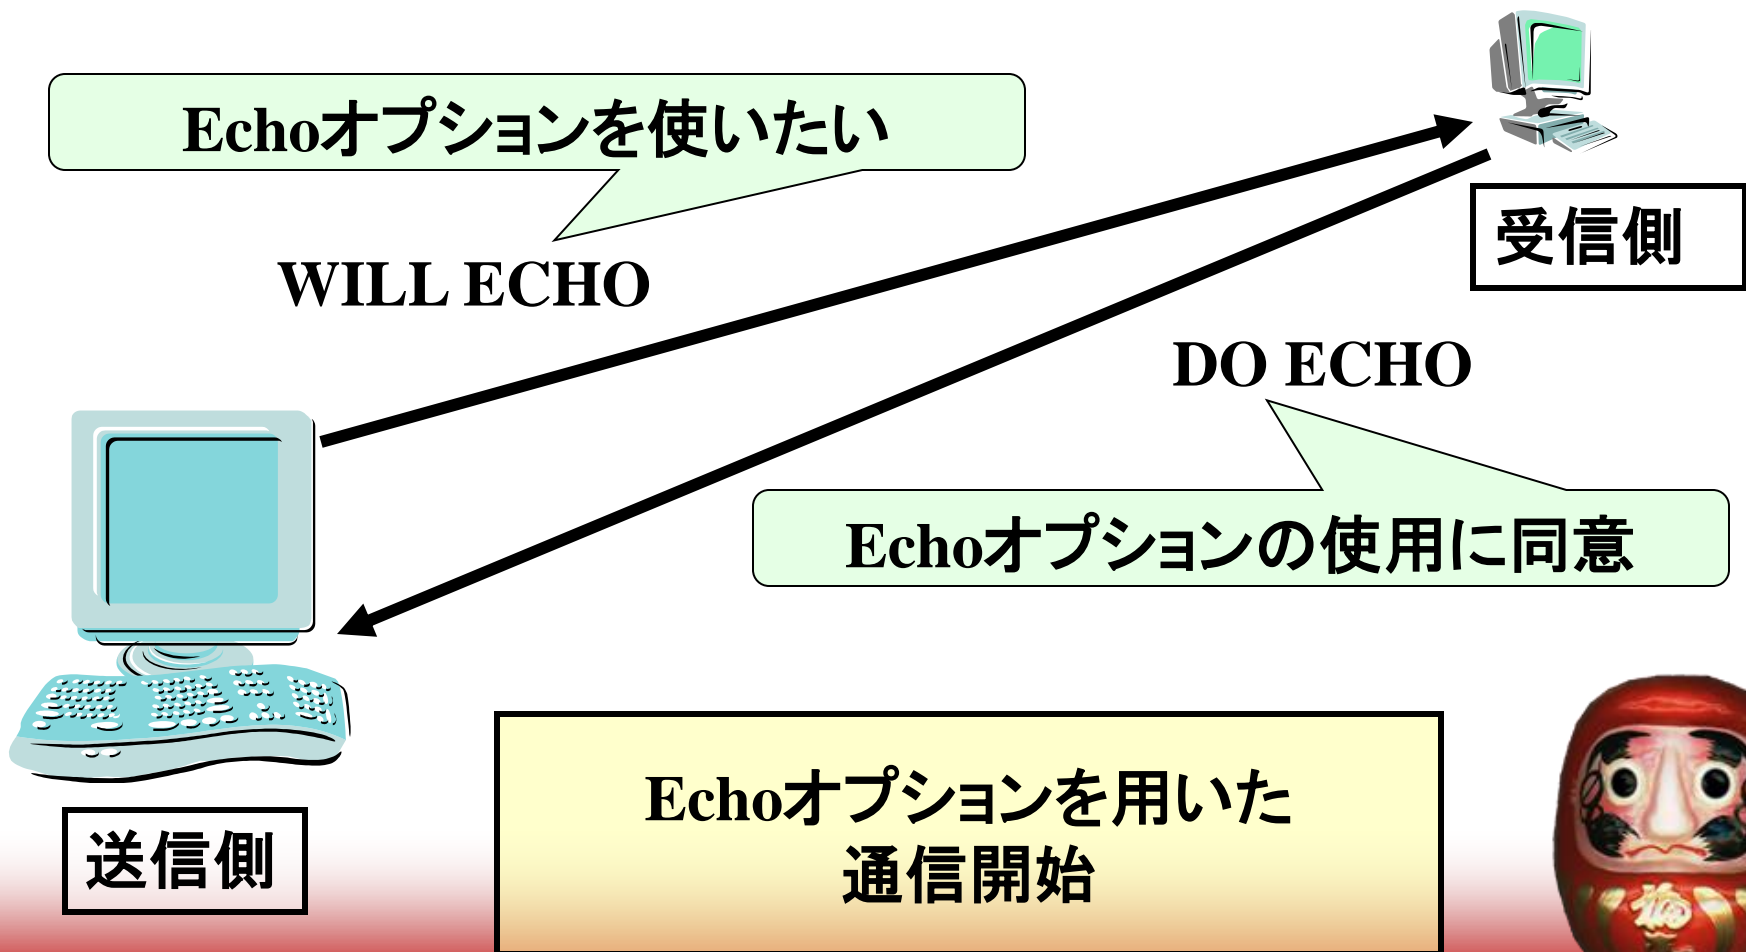 Echoオプションを使いたい
受信側
WILL ECHO
DO ECHO
Echoオプションの使用に同意
Echoオプションを用いた
通信開始
送信側